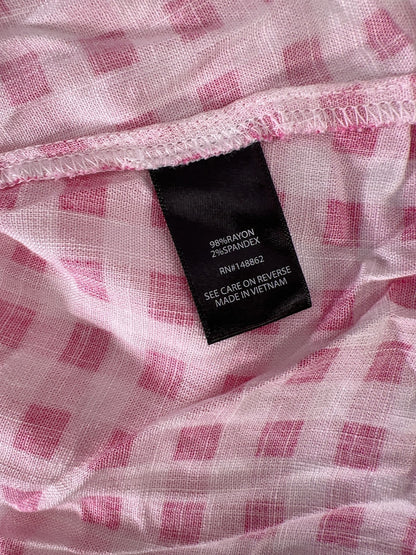 98%RAYON
2%SPANDEX
RN#148862
SEE CARE ON REVERSE
MADE IN VIETNAM